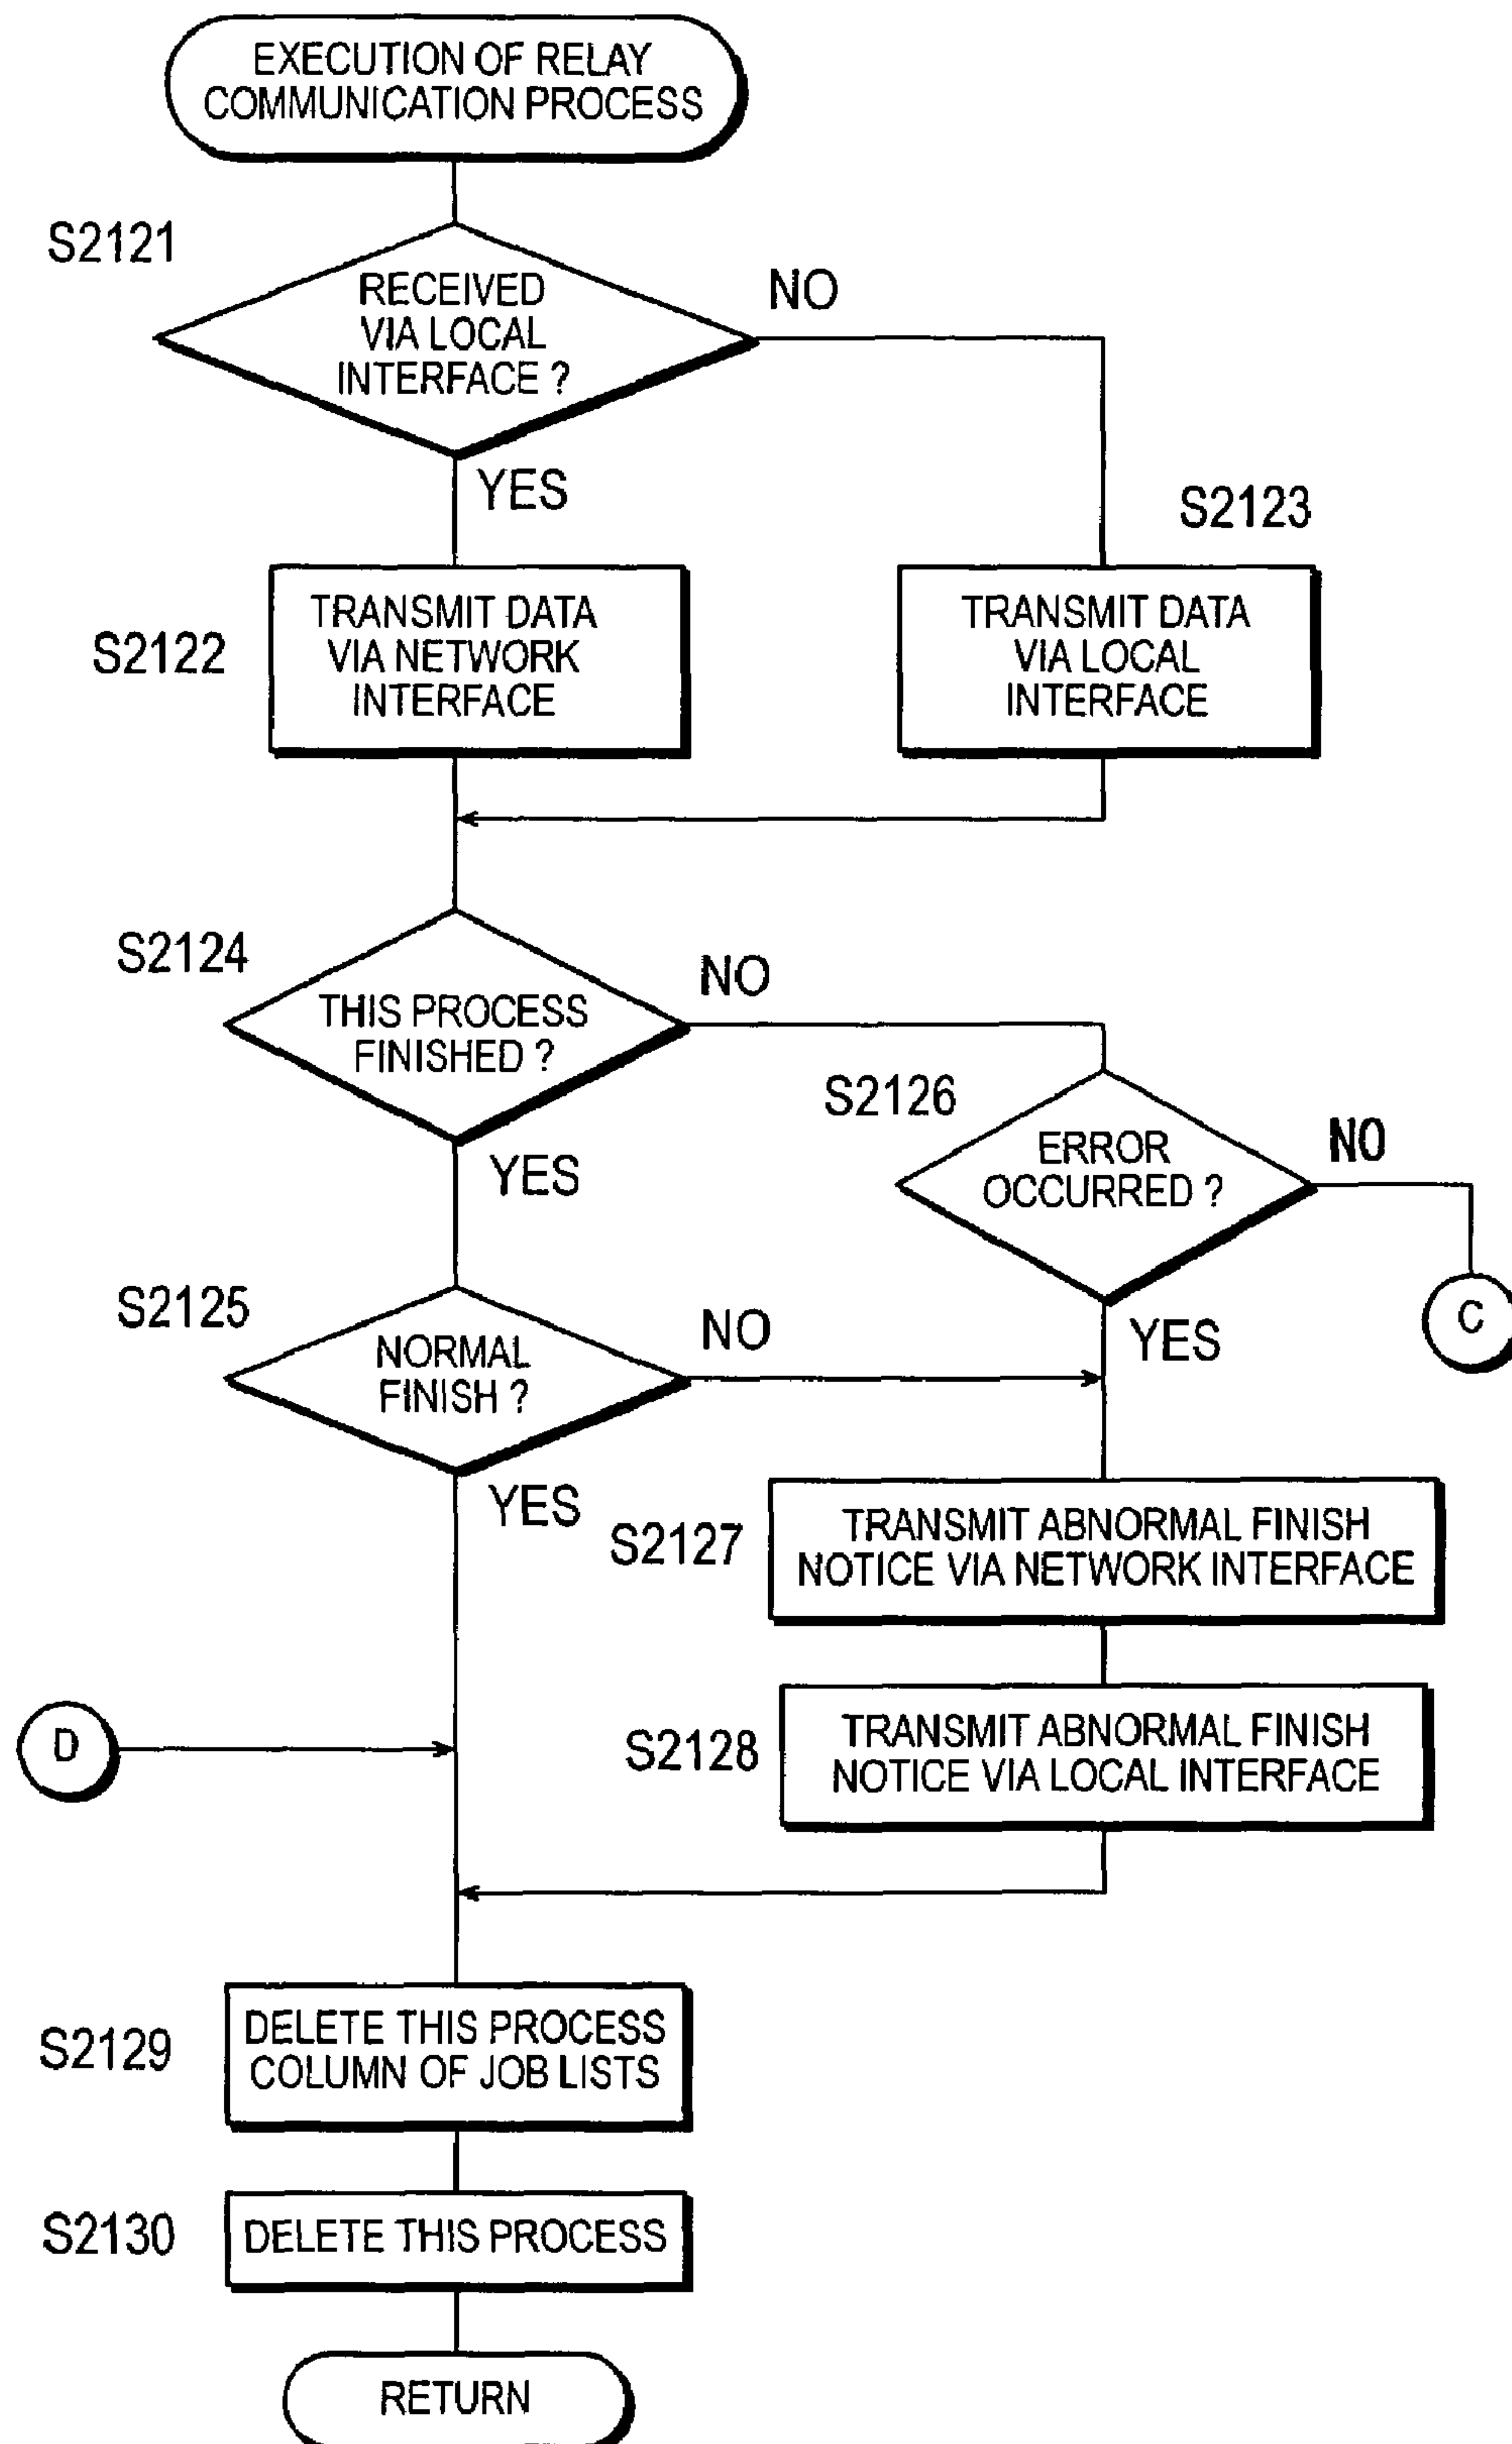 EXECUTION OF RELAY
COMMUNICATION PROCESS
S2121
RECEIVED
VIA LOCAL
INTERFACE ?
NO
YES
S2123
S2122
TRANSMIT DATA
VIA NETWORK
INTERFACE
TRANSMIT DATA
VIA LOCAL
INTERFACE
S2124
THIS PROCESS
FINISHED ?
NO
YES
S2126
ERROR
OCCURRED ?
NO
YES
C
S2125
NORMAL
FINISH ?
NO
YES
S2127
TRANSMIT ABNORMAL FINISH
NOTICE VIA NETWORK INTERFACE
D
S2128
TRANSMIT ABNORMAL FINISH
NOTICE VIA LOCAL INTERFACE
S2129
DELETE THIS PROCESS
COLUMN OF JOB LISTS
S2130
DELETE THIS PROCESS
RETURN